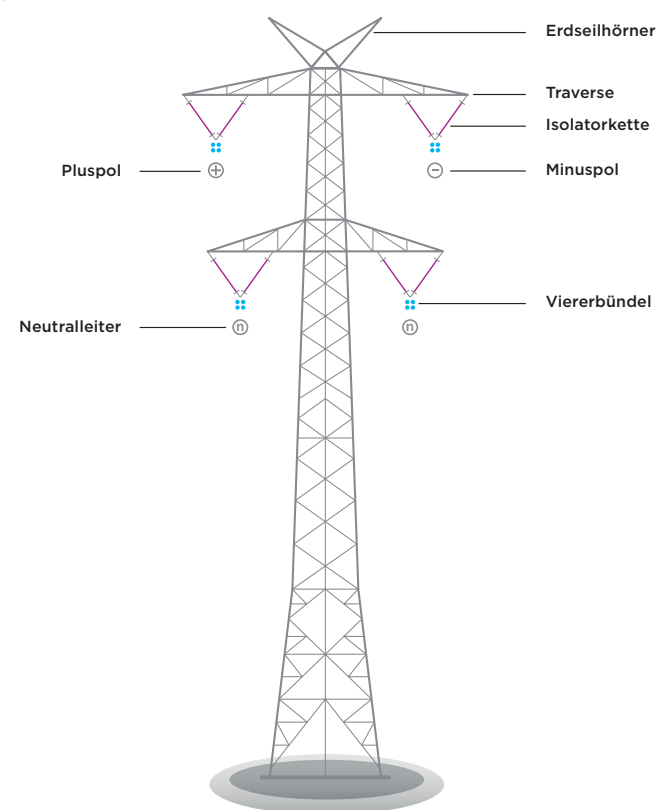 Erdseilhörner
Traverse
Isolatorkette
Pluspol
+
−
Minuspol
Viererbündel
Neutralleiter
n
n